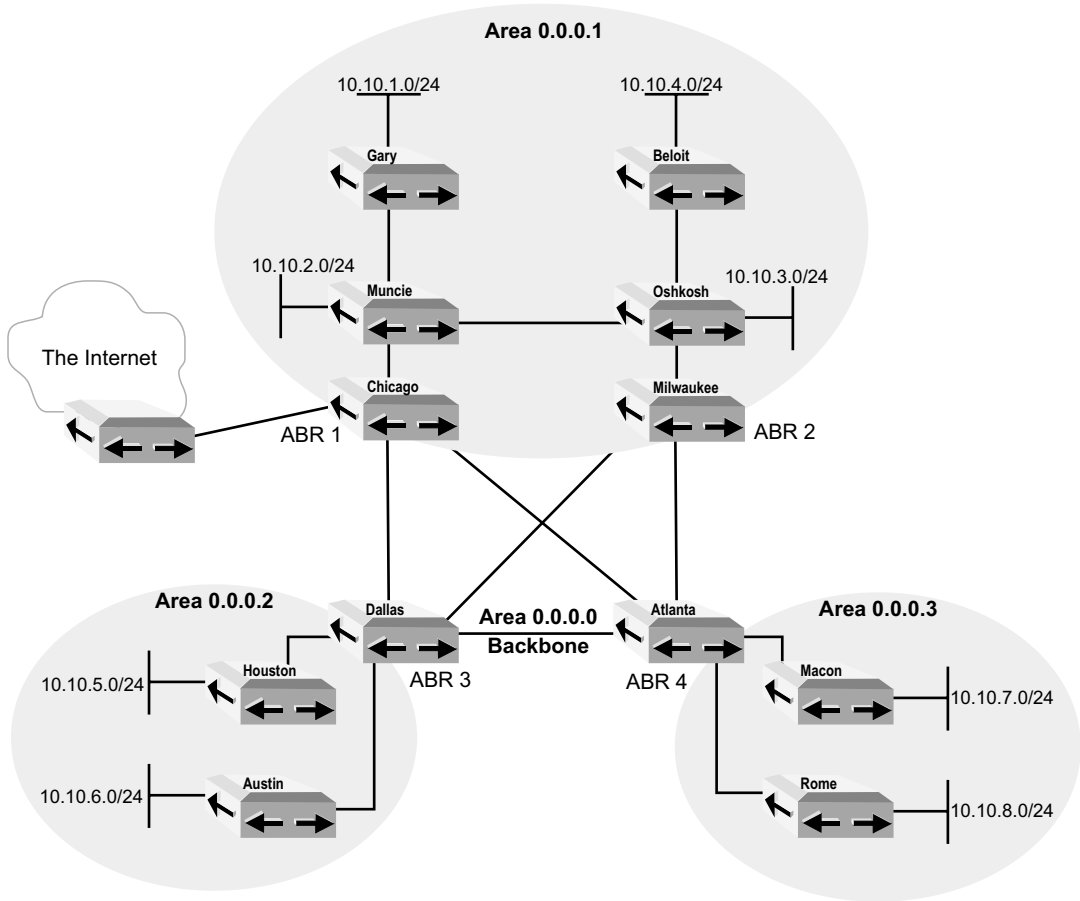 Area 0.0.0.1
10.10.1.0/24
10.10.4.0/24
Gary
Beloit
10.10.2.0/24
10.10.3.0/24
Muncie
Oshkosh
The Internet
Chicago
Milwaukee
ABR 1
ABR 2
Area 0.0.0.2
Dallas
Area 0.0.0.0
Backbone
Atlanta
Area 0.0.0.3
Houston
ABR 3
ABR 4
Macon
10.10.5.0/24
10.10.7.0/24
Austin
Rome
10.10.6.0/24
10.10.8.0/24